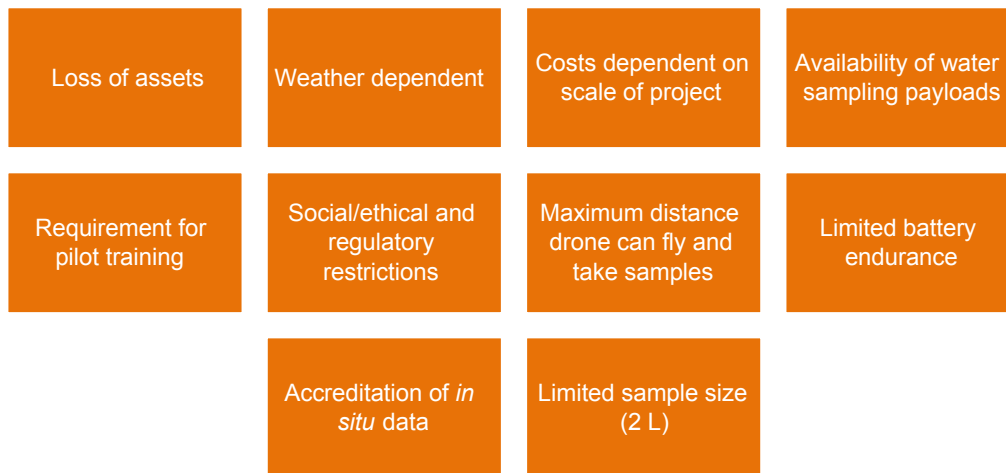 Loss of assets
Weather dependent
Costs dependent on
scale of project
Availability of water
sampling payloads
Requirement for
pilot training
Social/ethical and
regulatory
restrictions
Maximum distance
drone can fly and
take samples
Limited battery
endurance
Accreditation of in
situ data
Limited sample size
(2 L)